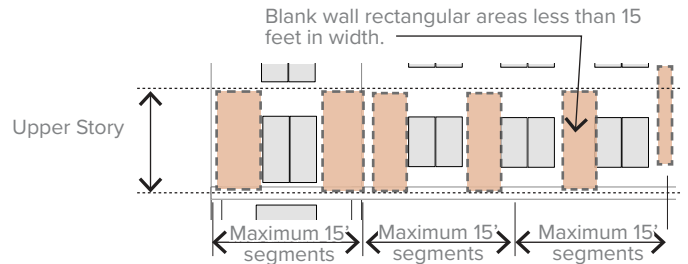 Blank wall rectangular areas less than 15
feet in width.
Upper Story
Maximum 15'
segments
Maximum 15'
segments
Maximum 15'
segments